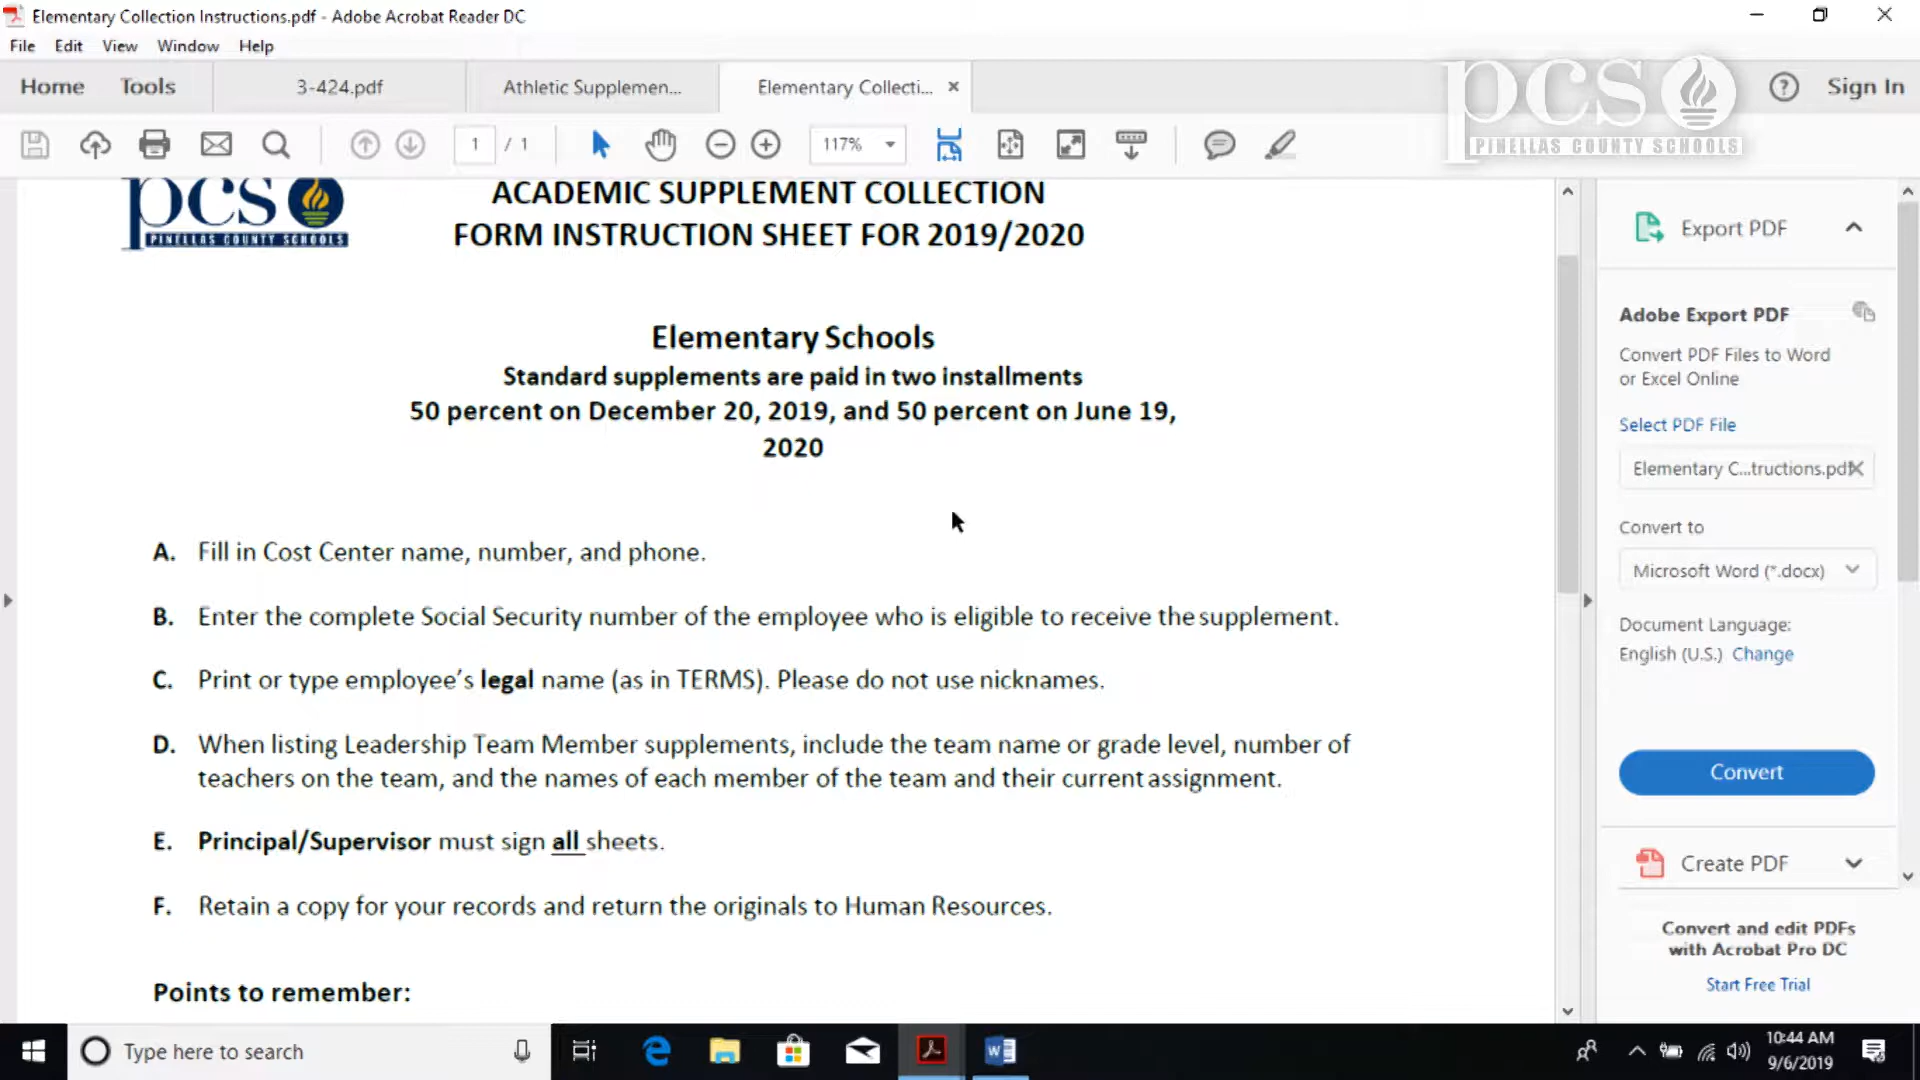 Elementary Collection Instructions.pdf - Adobe Acrobat Reader DC
File Edit View Window Help
Home Tools 3-424.pdf Athletic Supplemen... Elementary Collecti... Sign In
1 / 1 117%
pcs
PINELLAS COUNTY SCHOOLS
pcs
PINELLAS COUNTY SCHOOLS
ACADEMIC SUPPLEMENT COLLECTION
FORM INSTRUCTION SHEET FOR 2019/2020
Elementary Schools
Standard supplements are paid in two installments
50 percent on December 20, 2019, and 50 percent on June 19,
2020
A. Fill in Cost Center name, number, and phone.
B. Enter the complete Social Security number of the employee who is eligible to receive the supplement.
C. Print or type employee's legal name (as in TERMS). Please do not use nicknames.
D. When listing Leadership Team Member supplements, include the team name or grade level, number of
teachers on the team, and the names of each member of the team and their current assignment.
E. Principal/Supervisor must sign all sheets.
F. Retain a copy for your records and return the originals to Human Resources.
Points to remember:
Export PDF
Adobe Export PDF
Convert PDF Files to Word
or Excel Online
Select PDF File
Elementary C...tructions.pdf
Convert to
Microsoft Word (*.docx)
Document Language:
English (U.S.) Change
Convert
Create PDF
Convert and edit PDFs
with Acrobat Pro DC
Start Free Trial
Type here to search
10:44 AM
9/6/2019